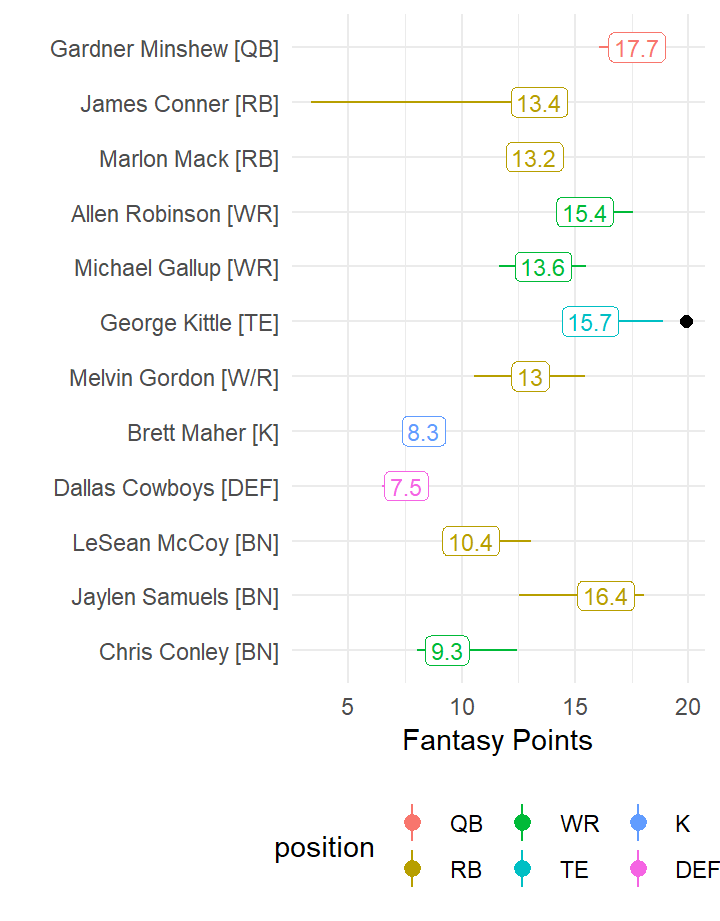 Gardner Minshew [QB] 17.7
James Conner [RB] 13.4
Marlon Mack [RB] 13.2
Allen Robinson [WR] 15.4
Michael Gallup [WR] 13.6
George Kittle [TE] 15.7
Melvin Gordon [W/R] 13
Brett Maher [K] 8.3
Dallas Cowboys [DEF] 7.5
LeSean McCoy [BN] 10.4
Jaylen Samuels [BN] 16.4
Chris Conley [BN] 9.3
5 10 15 20
Fantasy Points
position
QB WR K
RB TE DEF